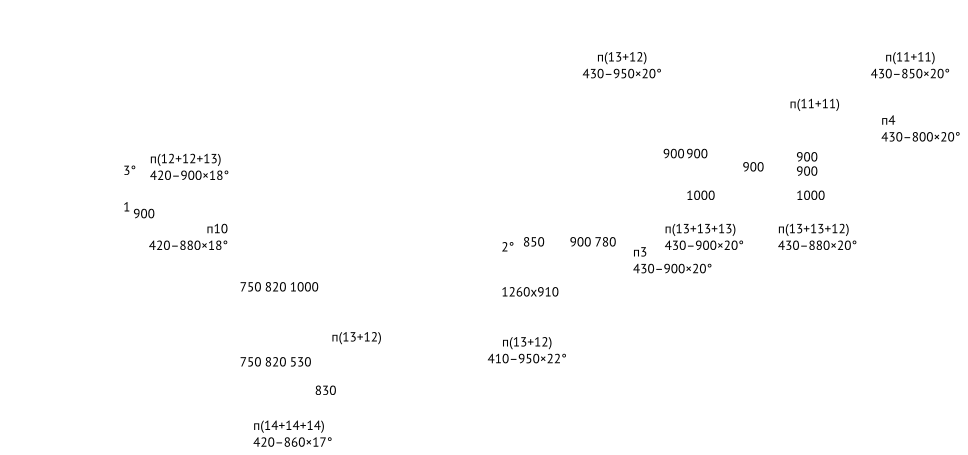 п(13+12)
430–950×20°
п(11+11)
430–850×20°
п(11+11)
п4
430–800×20°
п(12+12+13)
3° 420–900×18°
900 900
900
900
900
1000
1000
1 900
п10
420–880×18°
п(13+13+13)
430–900×20°
п(13+13+12)
430–880×20°
2° 850 900 780
п3
430–900×20°
750 820 1000
1260х910
п(13+12)
п(13+12)
410–950×22°
750 820 530
830
п(14+14+14)
420–860×17°